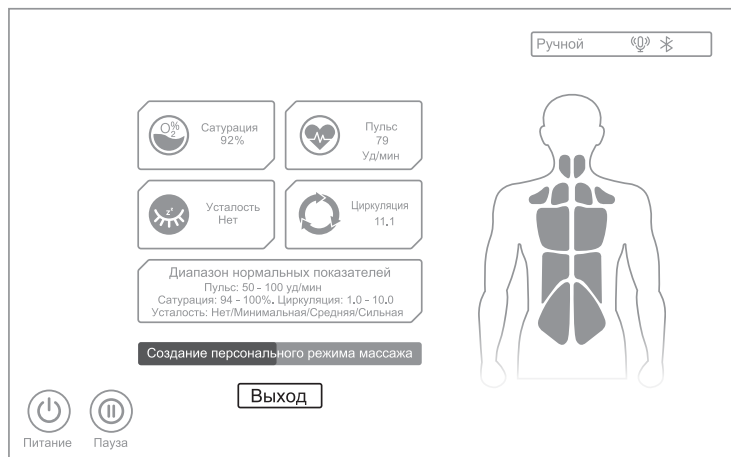 Ручной
O₂%
Сатурация
92%
Пульс
79
Уд/мин
zz
Усталость
Нет
Циркуляция
11.1
Диапазон нормальных показателей
Пульс: 50 - 100 уд/мин
Сатурация: 94 - 100%. Циркуляция: 1.0 - 10.0
Усталость: Нет/Минимальная/Средняя/Сильная
Создание персонального режима массажа
Выход
Питание
Пауза